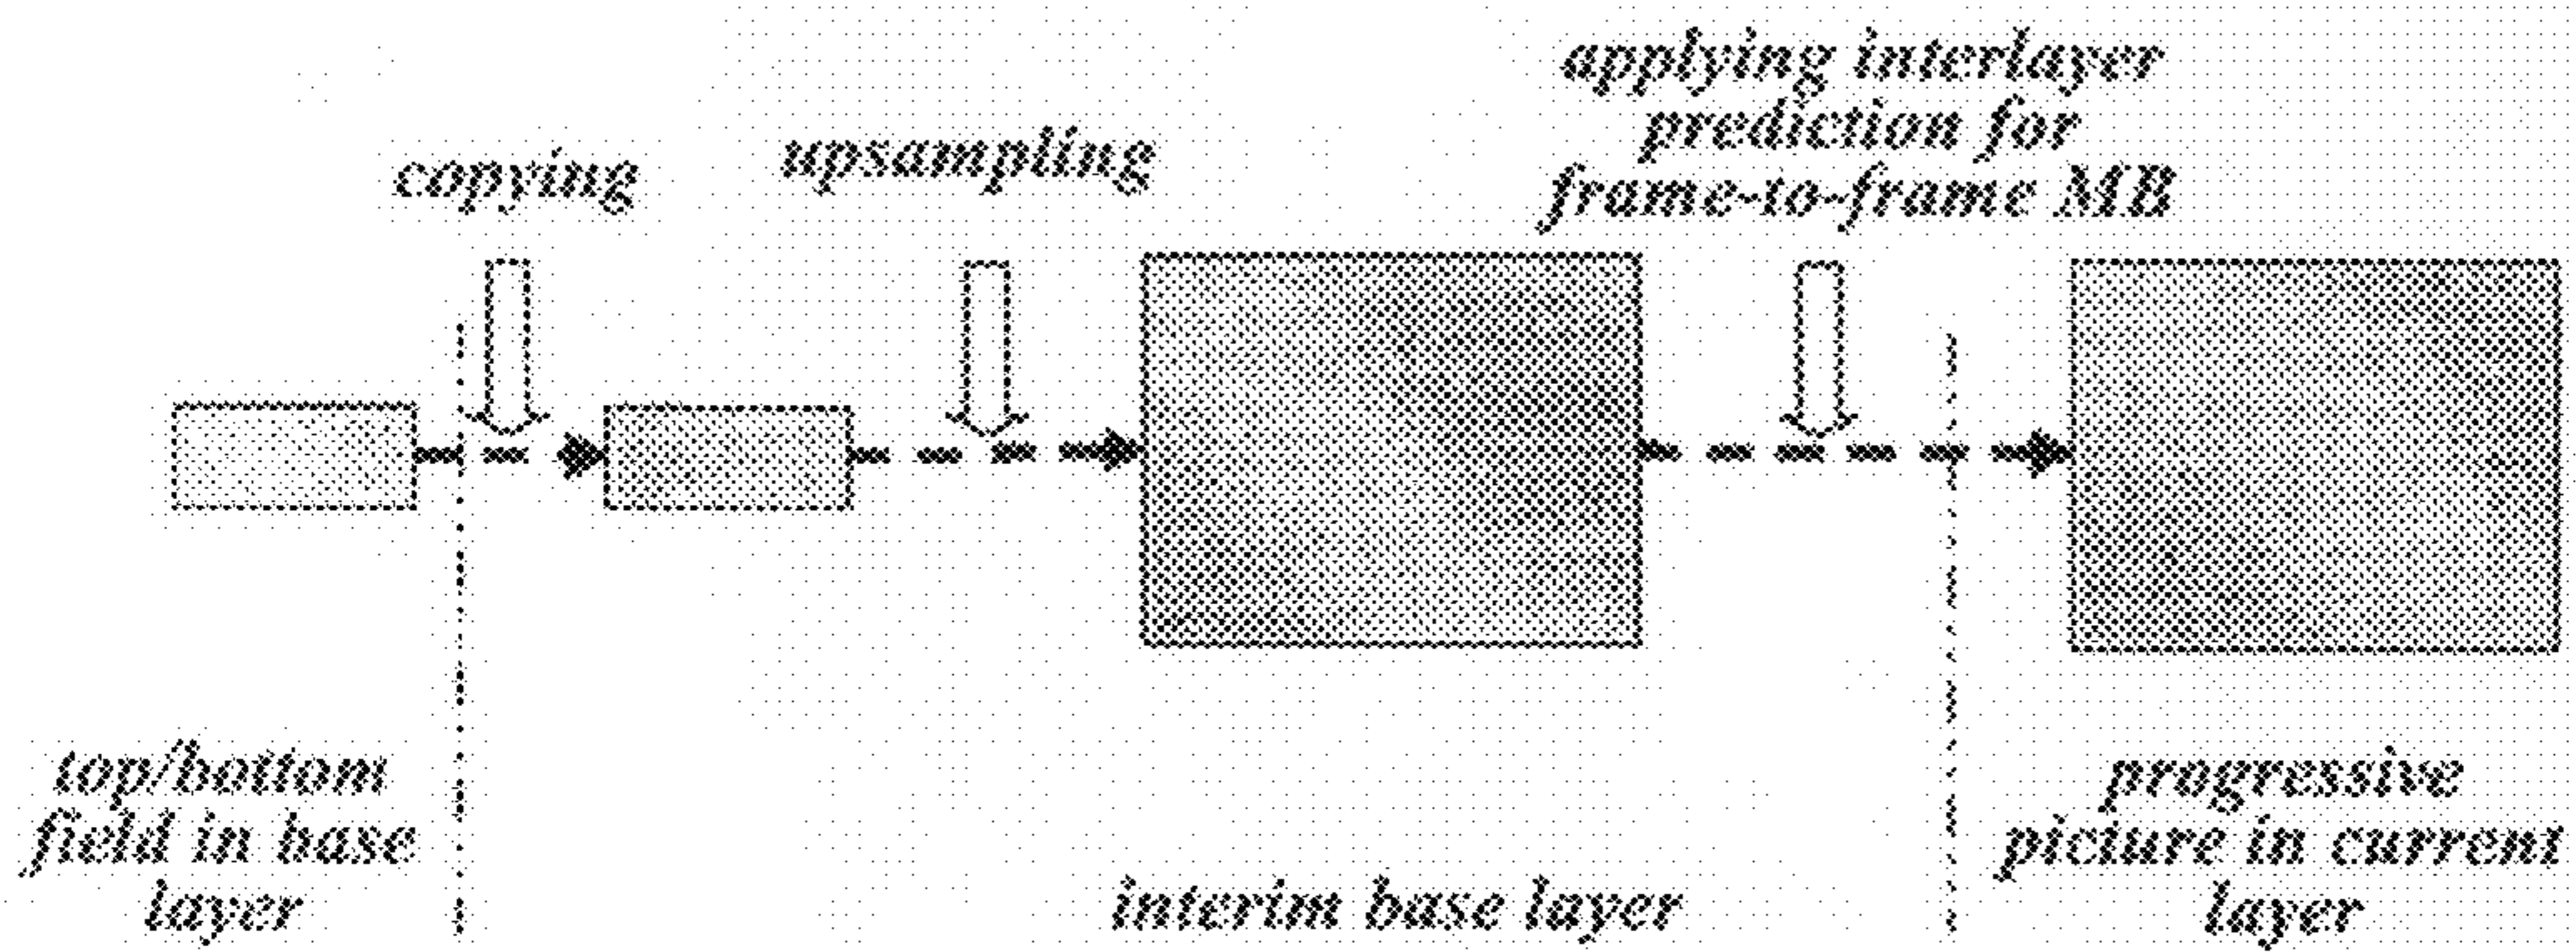 copying
upsampling
applying interlayer
prediction for
frame-to-frame MB
top/bottom
field in base
layer
interim base layer
progressive
picture in current
layer